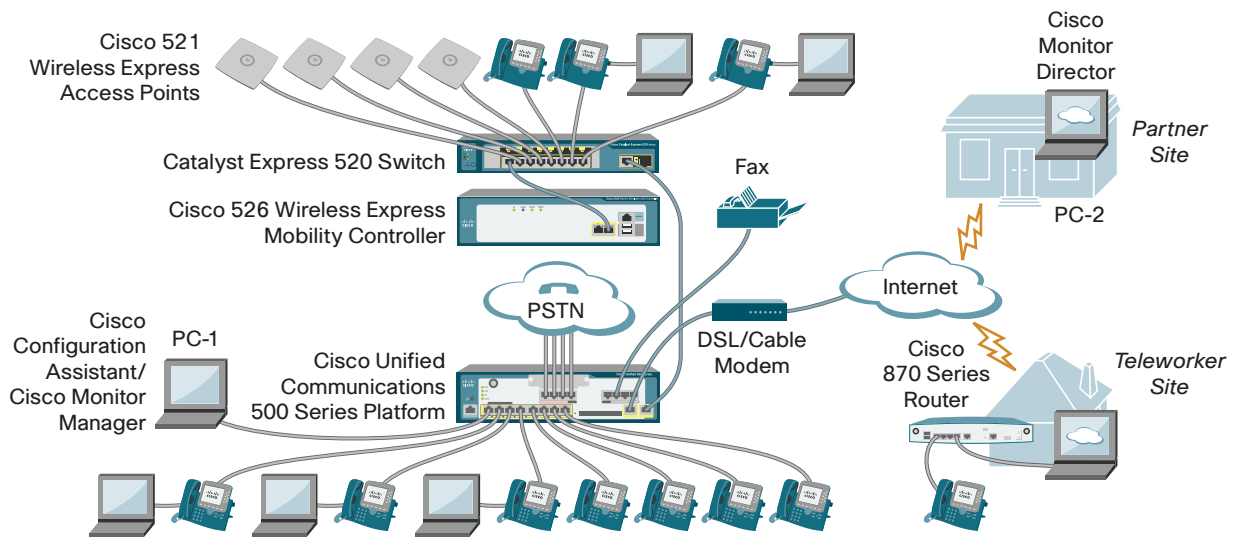 Cisco 521
Wireless Express
Access Points
Cisco
Monitor
Director
Partner
Site
Catalyst Express 520 Switch
Fax
Cisco 526 Wireless Express
Mobility Controller
PC-2
Internet
PSTN
DSL/Cable
Modem
Cisco
Configuration
Assistant/
Cisco Monitor
Manager
PC-1
Cisco Unified
Communications
500 Series Platform
Cisco
870 Series
Router
Teleworker
Site